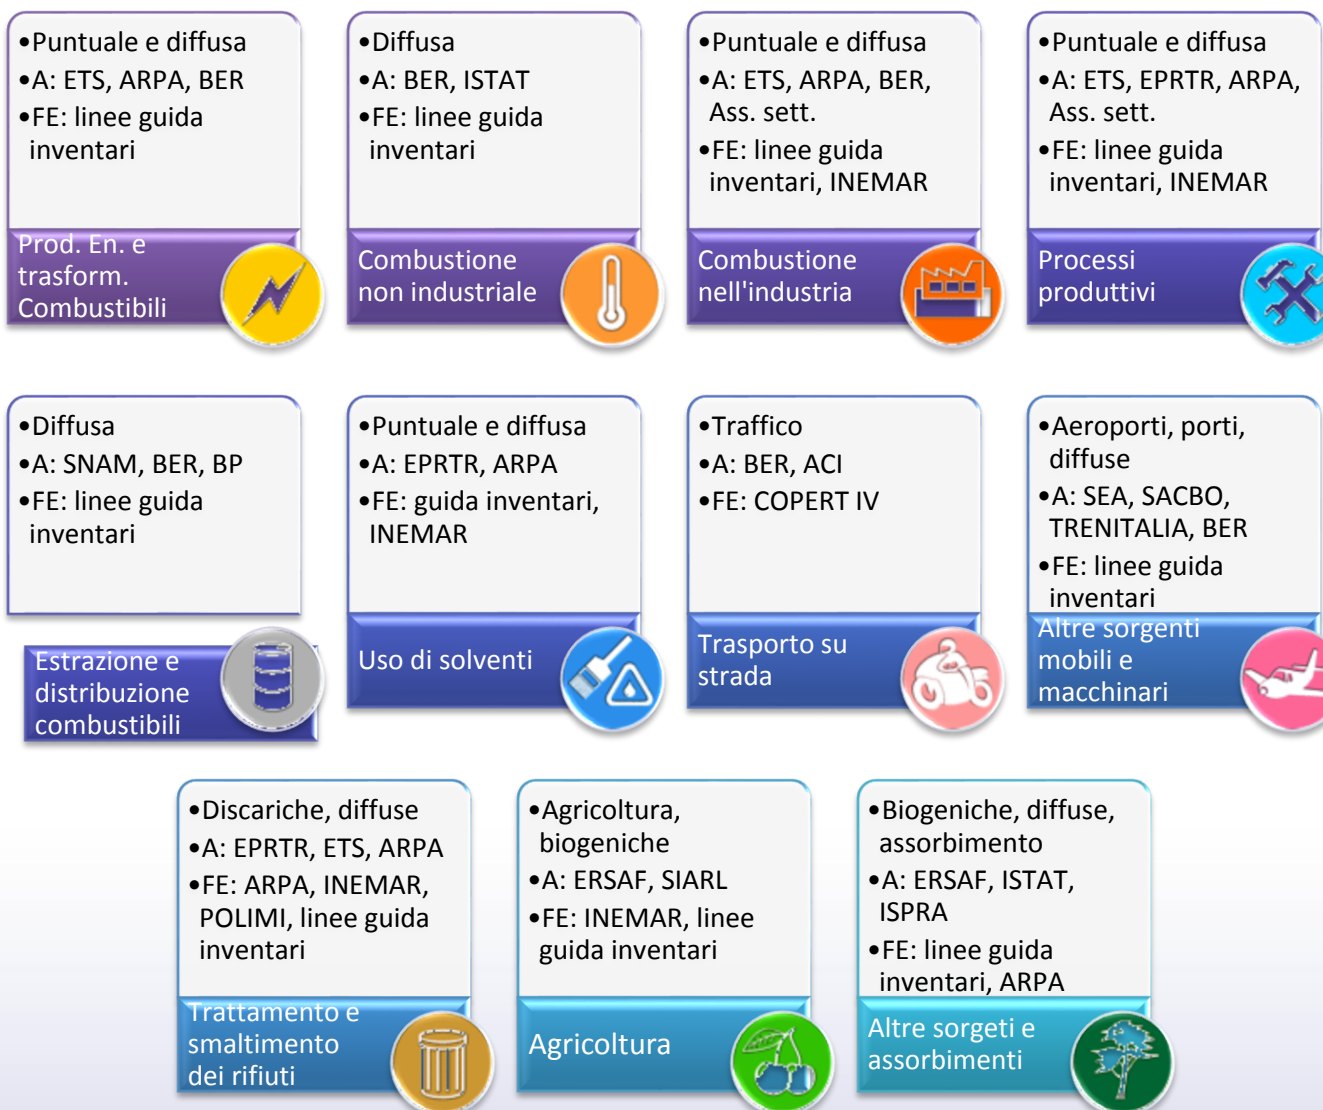 •Puntuale e diffusa
•A: ETS, ARPA, BER
•FE: linee guida
inventari
Prod. En. e
trasform.
Combustibili
•Diffusa
•A: BER, ISTAT
•FE: linee guida
inventari
Combustione
non industriale
•Puntuale e diffusa
•A: ETS, ARPA, BER,
Ass. sett.
•FE: linee guida
inventari, INEMAR
Combustione
nell'industria
•Puntuale e diffusa
•A: ETS, EPRTR, ARPA,
Ass. sett.
•FE: linee guida
inventari, INEMAR
Processi
produttivi
•Diffusa
•A: SNAM, BER, BP
•FE: linee guida
inventari
Estrazione e
distribuzione
combustibili
•Puntuale e diffusa
•A: EPRTR, ARPA
•FE: guida inventari,
INEMAR
Uso di solventi
•Traffico
•A: BER, ACI
•FE: COPERT IV
Trasporto su
strada
•Aeroporti, porti,
diffuse
•A: SEA, SACBO,
TRENITALIA, BER
•FE: linee guida
inventari
Altre sorgenti
mobili e
macchinari
•Discariche, diffuse
•A: EPRTR, ETS, ARPA
•FE: ARPA, INEMAR,
POLIMI, linee guida
inventari
Trattamento e
smaltimento
dei rifiuti
•Agricoltura,
biogeniche
•A: ERSAF, SIARL
•FE: INEMAR, linee
guida inventari
Agricoltura
•Biogeniche, diffuse,
assorbimento
•A: ERSAF, ISTAT,
ISPRA
•FE: linee guida
inventari, ARPA
Altre sorgeti e
assorbimenti